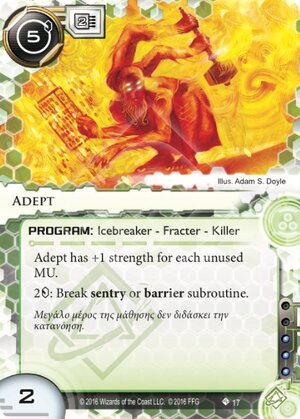 5
2
Illus. Adam S. Doyle
ADEPT
PROGRAM: Icebreaker - Fracter - Killer
Adept has +1 strength for each unused
MU.
2: Break sentry or barrier subroutine.
Μεγάλο μέρος της μάθησης δεν διδάσκει την
κατανόηση.
2
© 2016 Wizards of the Coast LLC. © 2016 FFG
17